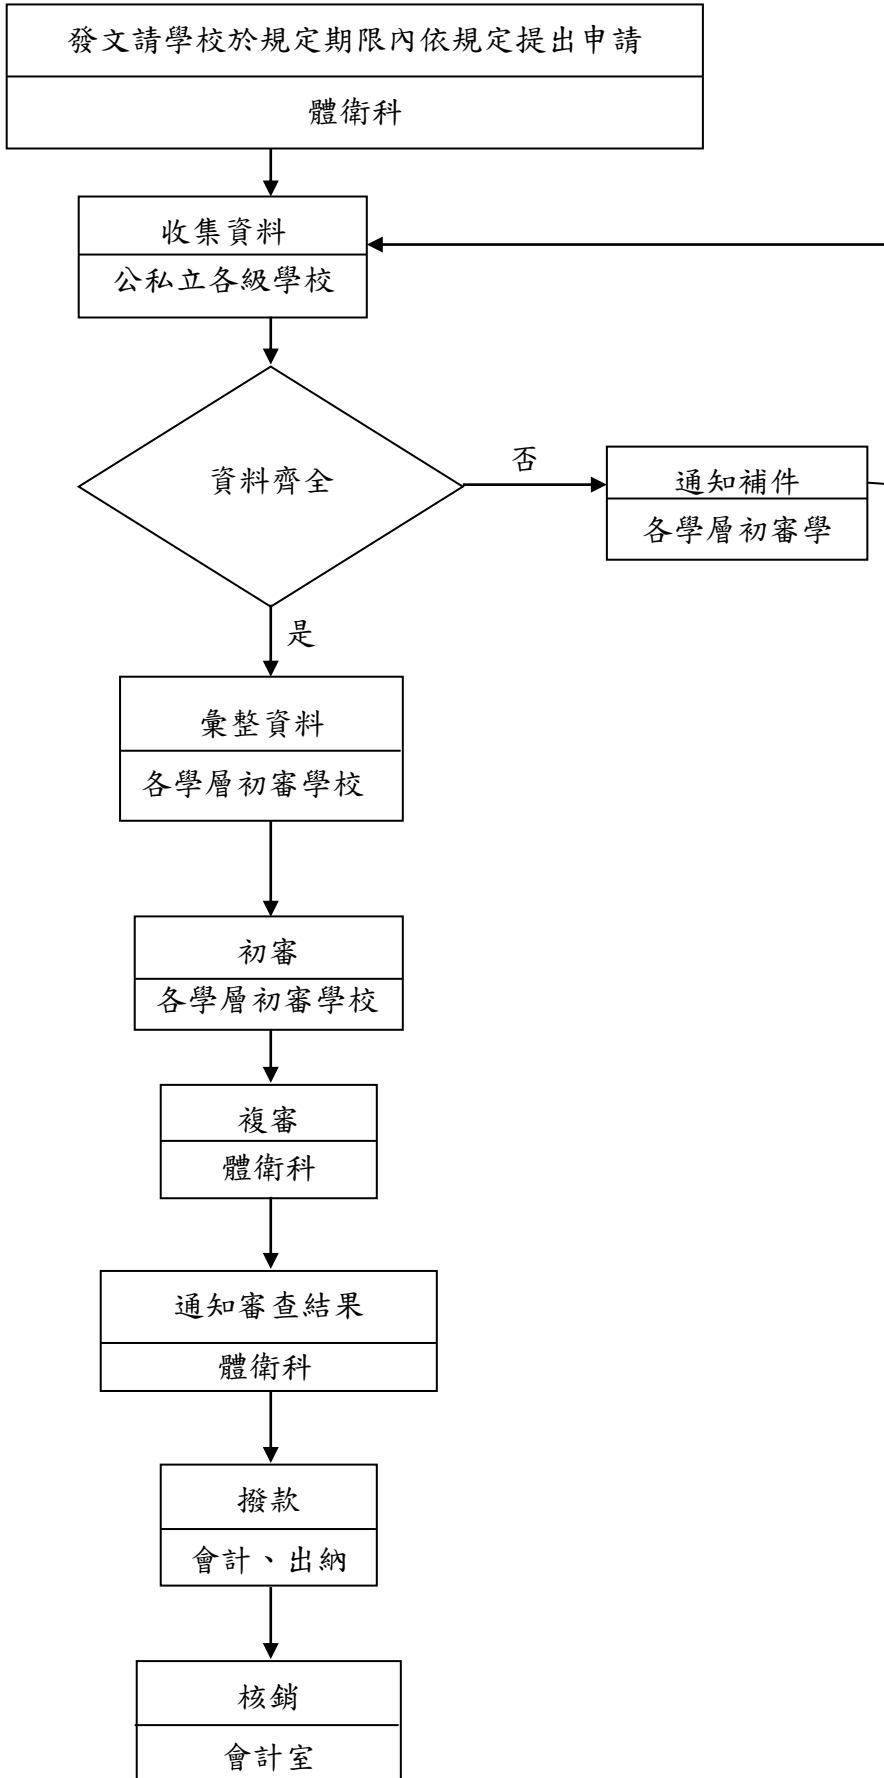 發文請學校於規定期限內依規定提出申請
體衛科
收集資料
公私立各級學校
資料齊全
否
通知補件
各學層初審學
是
彙整資料
各學層初審學校
初審
各學層初審學校
複審
體衛科
通知審查結果
體衛科
撥款
會計、出納
核銷
會計室